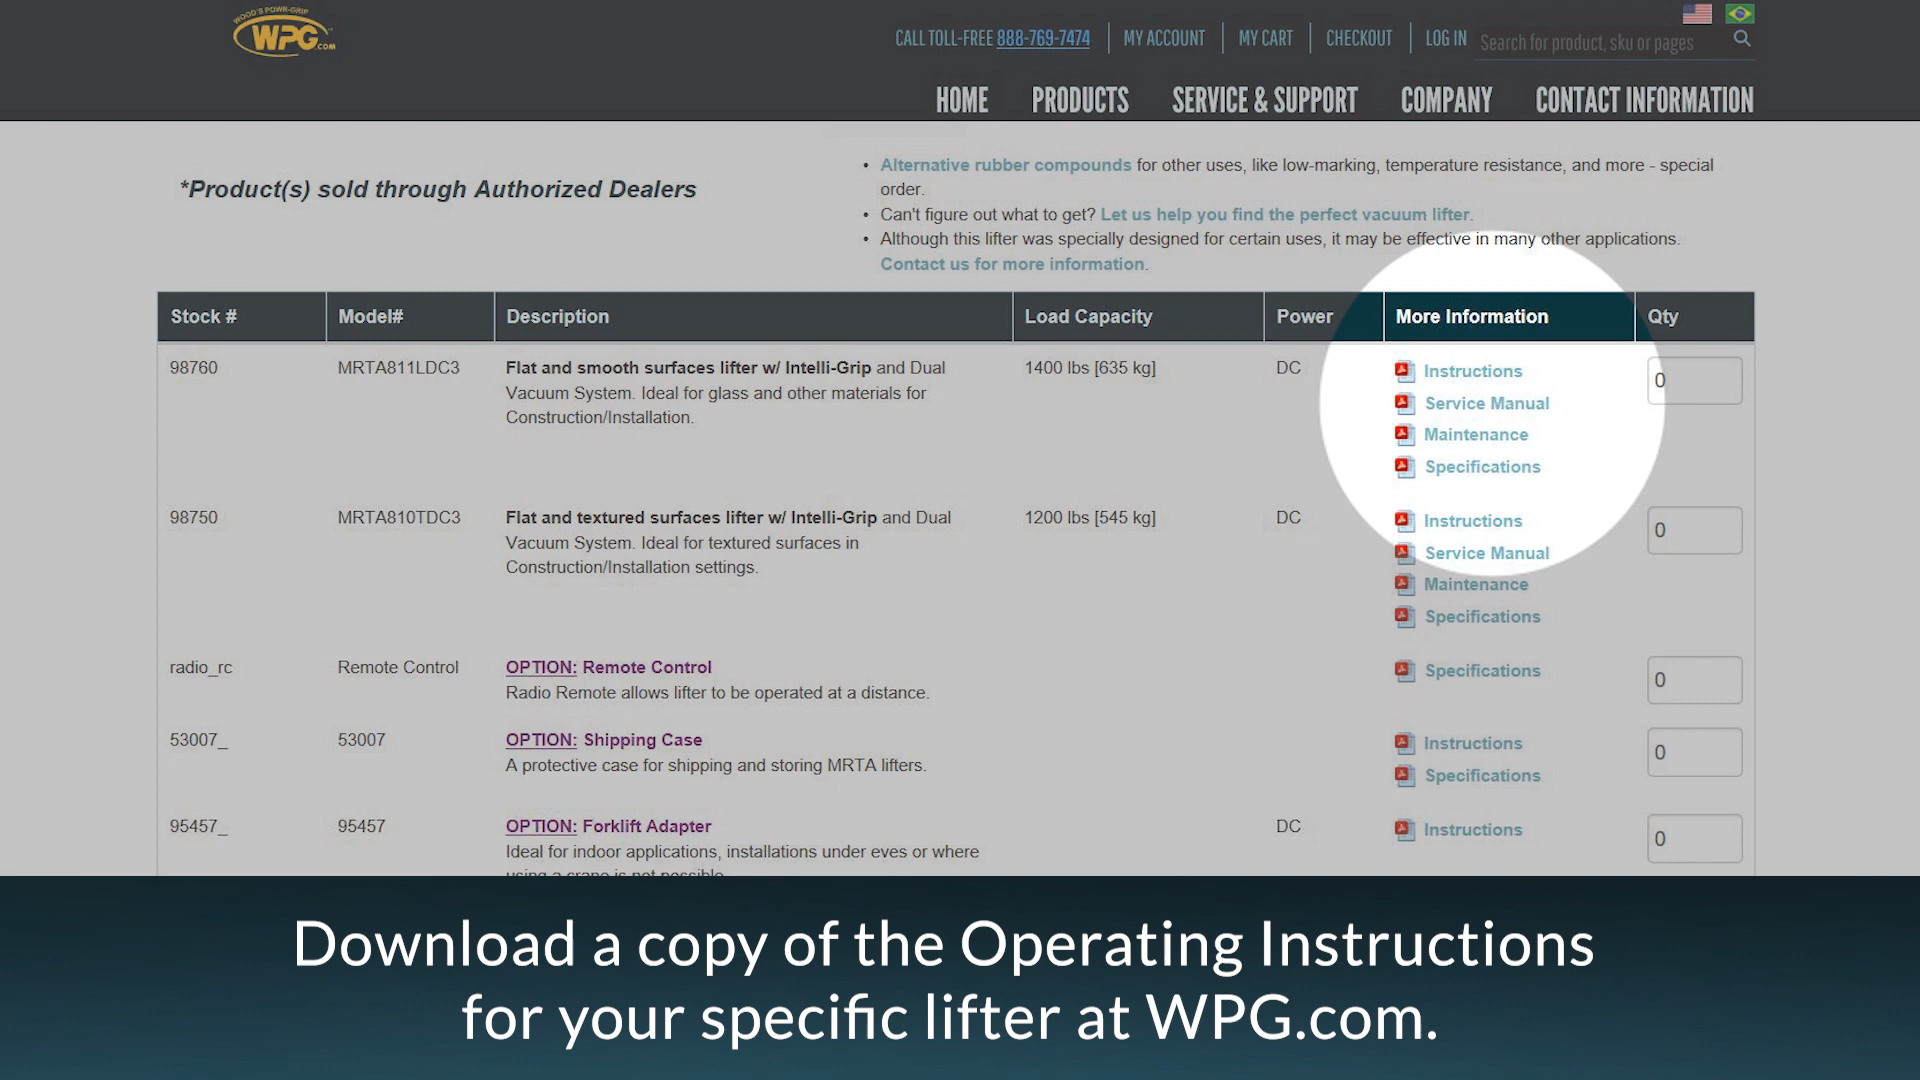 WOOD'S POWR-GRIP
WPG.COM
CALL TOLL-FREE 888-769-7474
MY ACCOUNT
MY CART
CHECKOUT
LOG IN
Search for product, sku or pages
HOME
PRODUCTS
SERVICE & SUPPORT
COMPANY
CONTACT INFORMATION
*Product(s) sold through Authorized Dealers
• Alternative rubber compounds for other uses, like low-marking, temperature resistance, and more - special
order.
• Can't figure out what to get? Let us help you find the perfect vacuum lifter.
• Although this lifter was specially designed for certain uses, it may be effective in many other applications.
Contact us for more information.
Stock # Model# Description Load Capacity Power More Information Qty
98760 MRTA811LDC3 Flat and smooth surfaces lifter w/ Intelli-Grip and Dual 1400 lbs [635 kg] DC Instructions 0
Vacuum System. Ideal for glass and other materials for Service Manual
Construction/Installation. Maintenance
Specifications
98750 MRTA810TDC3 Flat and textured surfaces lifter w/ Intelli-Grip and Dual 1200 lbs [545 kg] DC Instructions 0
Vacuum System. Ideal for textured surfaces in Service Manual
Construction/Installation settings. Maintenance
Specifications
radio_rc Remote Control OPTION: Remote Control Specifications 0
Radio Remote allows lifter to be operated at a distance.
53007_ 53007 OPTION: Shipping Case Instructions 0
A protective case for shipping and storing MRTA lifters. Specifications
95457_ 95457 OPTION: Forklift Adapter DC Instructions 0
Ideal for indoor applications, installations under eves or where
using a crane is not possible.
Download a copy of the Operating Instructions
for your specific lifter at WPG.com.